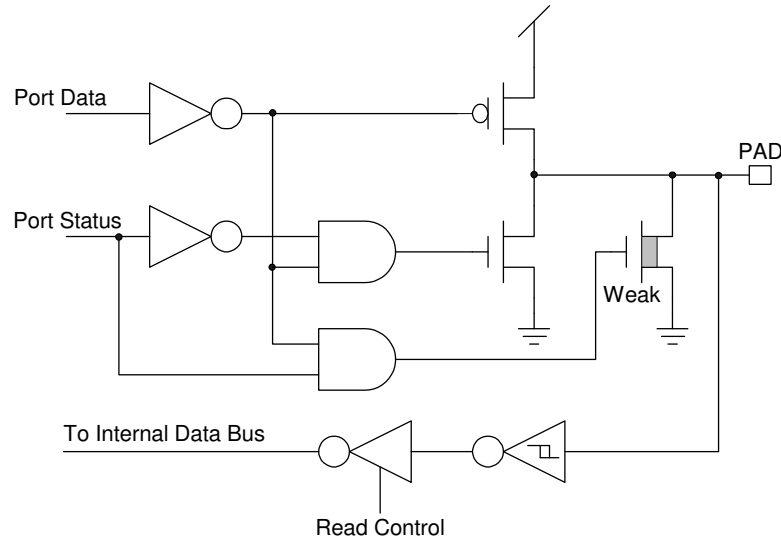 Port Data
PAD
Port Status
Weak
To Internal Data Bus
Read Control